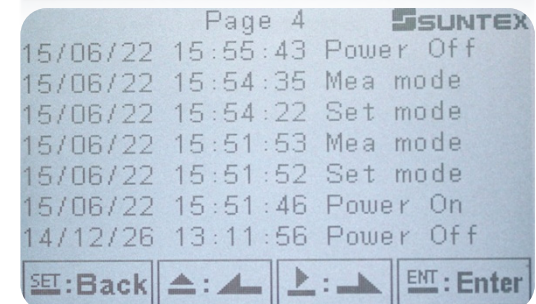 Page 4 SUNTEX
15/06/22 15:55:43 Power Off
15/06/22 15:54:35 Mea mode
15/06/22 15:54:22 Set mode
15/06/22 15:51:53 Mea mode
15/06/22 15:51:52 Set mode
15/06/22 15:51:46 Power On
14/12/26 13:11:56 Power Off
SET:Back ▲: ◢ ▶: ◣ ENT:Enter